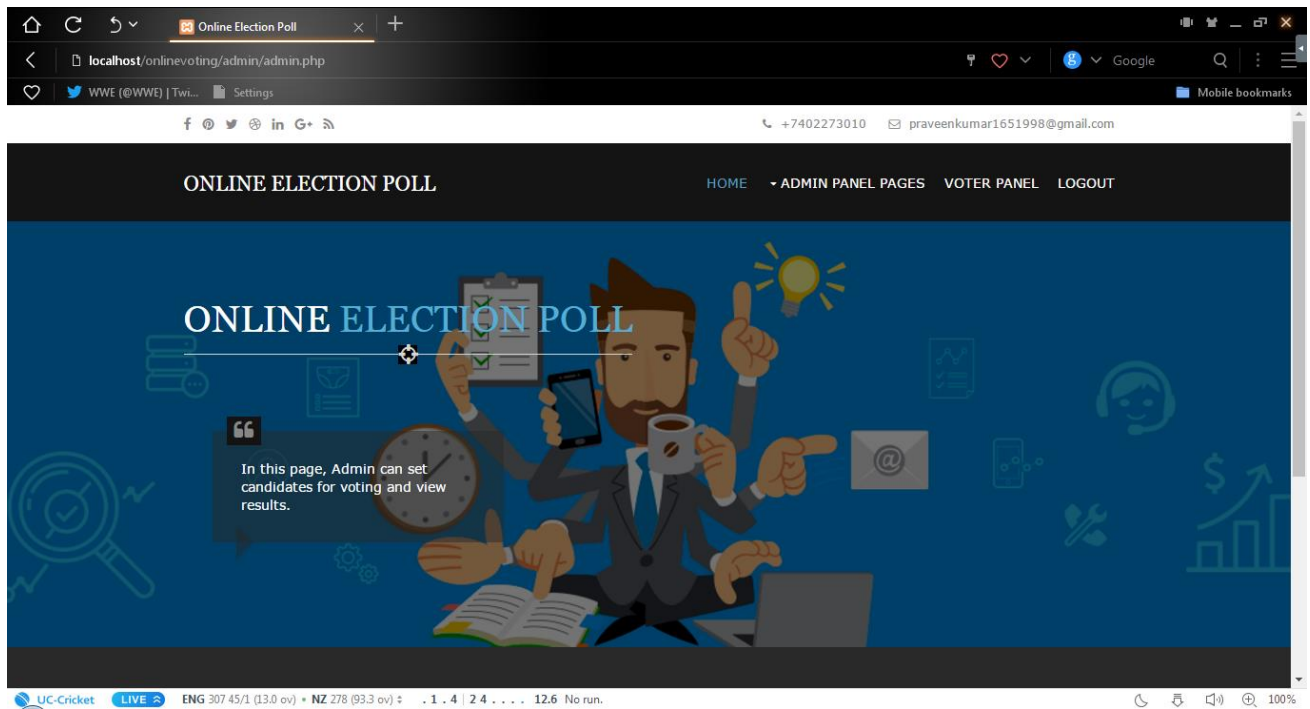 Online Election Poll
localhost/onlinevoting/admin/admin.php
Google
WWE (@WWE) | Twi... Settings Mobile bookmarks
+7402273010 praveenkumar1651998@gmail.com
ONLINE ELECTION POLL HOME ADMIN PANEL PAGES VOTER PANEL LOGOUT
ONLINE ELECTION POLL
In this page, Admin can set
candidates for voting and view
results.
UC-Cricket LIVE ENG 307 45/1 (13.0 ov) • NZ 278 (93.3 ov) . 1 . 4 | 2 4 . . . . 12.6 No run. 100%